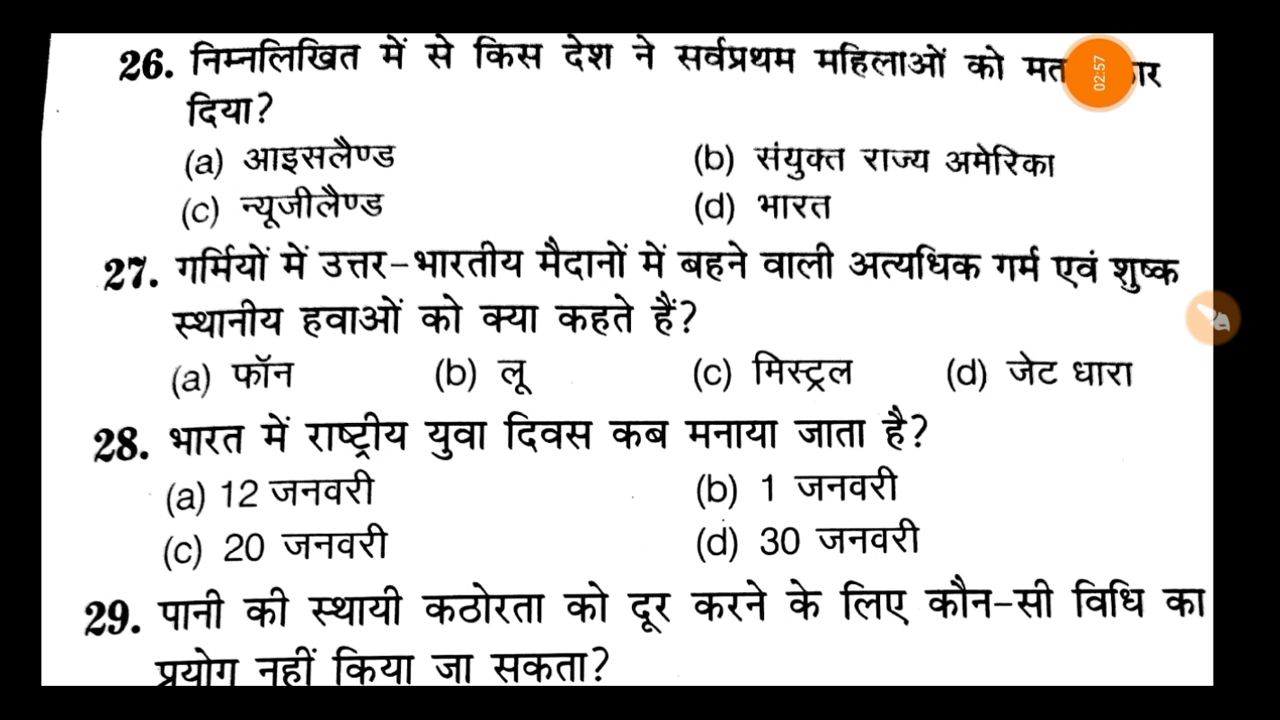 26. निम्नलिखित में से किस देश ने सर्वप्रथम महिलाओं को
02:57
दिया?
(a) आइसलैण्ड (b) संयुक्त राज्य अमेरिका
(c) न्यूजीलैण्ड (d) भारत
27. गर्मियों में उत्तर-भारतीय मैदानों में बहने वाली अत्यधिक गर्म एवं शुष्क
स्थानीय हवाओं को क्या कहते हैं?
(a) फॉन (b) लू (c) मिस्ट्रल (d) जेट धारा
28. भारत में राष्ट्रीय युवा दिवस कब मनाया जाता है?
(a) 12 जनवरी (b) 1 जनवरी
(c) 20 जनवरी (d) 30 जनवरी
29. पानी की स्थायी कठोरता को दूर करने के लिए कौन-सी विधि का
प्रयोग नहीं किया जा सकता?